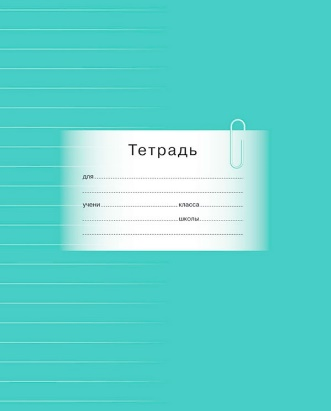 Тетрадь
для
учени класса
школы